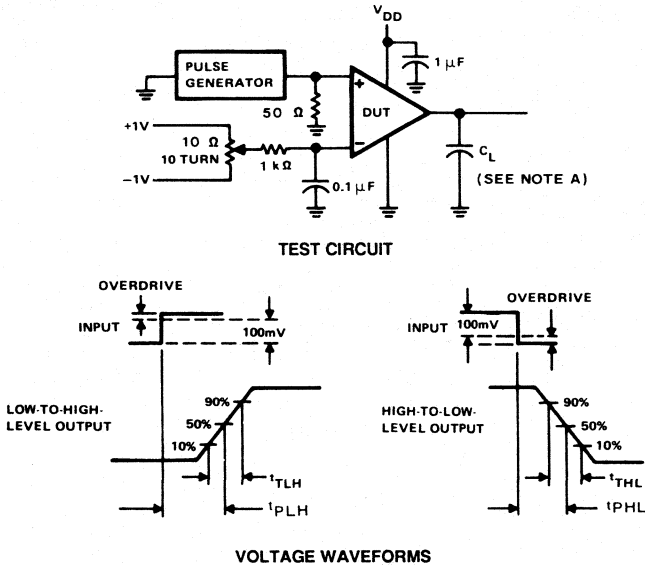 VDD
PULSE
GENERATOR
1 μF
50 Ω
+
DUT
−
+1V
10 Ω
10 TURN
−1V
1 kΩ
0.1 μF
CL
(SEE NOTE A)
TEST CIRCUIT
OVERDRIVE
INPUT
100mV
LOW-TO-HIGH-
LEVEL OUTPUT
90%
50%
10%
tTLH
tPLH
OVERDRIVE
INPUT
100mV
HIGH-TO-LOW-
LEVEL OUTPUT
90%
50%
10%
tTHL
tPHL
VOLTAGE WAVEFORMS